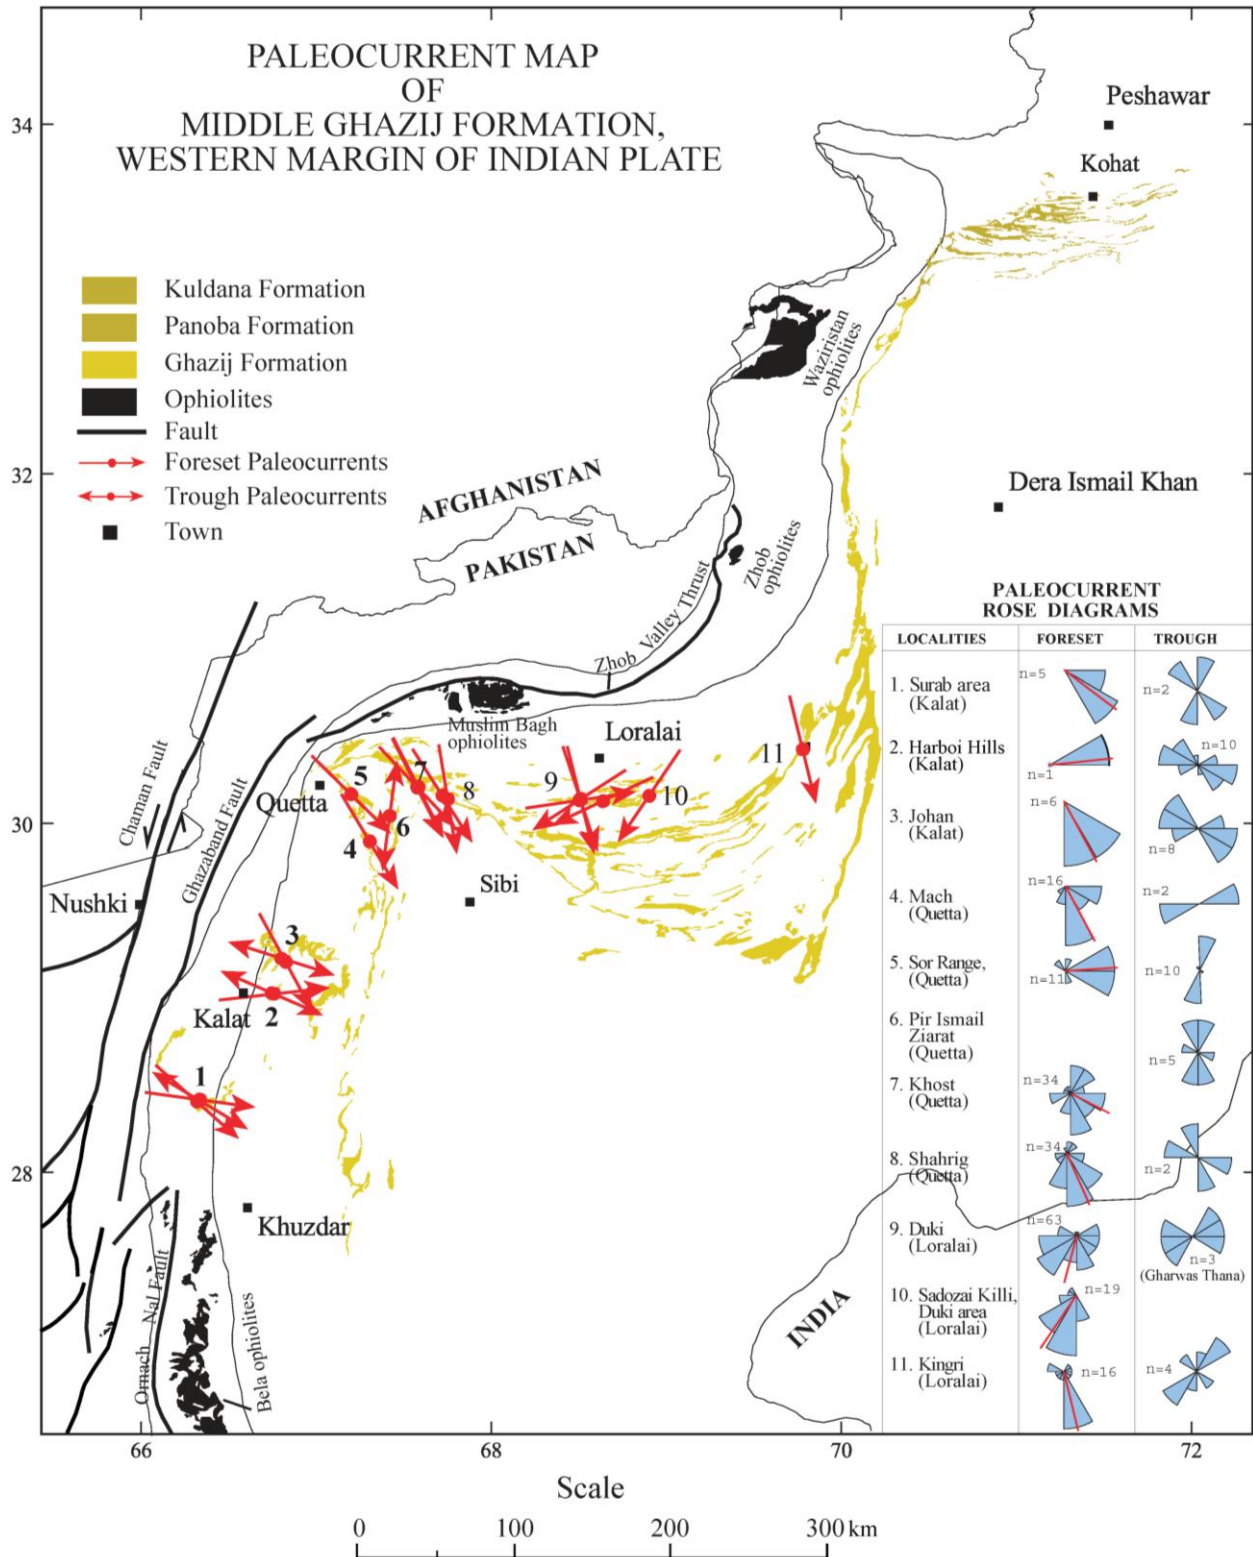 PALEOCURRENT MAP
OF
MIDDLE GHAZIJ FORMATION,
WESTERN MARGIN OF INDIAN PLATE
34
32
30
28
Peshawar
Kohat
Kuldana Formation
Panoba Formation
Ghazij Formation
Ophiolites
Fault
Foreset Paleocurrents
Trough Paleocurrents
Town
Waziristan
ophiolites
AFGHANISTAN
PAKISTAN
Dera Ismail Khan
Zhob
ophiolites
Zhob Valley Thrust
Muslim Bagh
ophiolites
Loralai
Chaman Fault
Ghazaband Fault
Quetta
Nushki
Sibi
Kalat
Khuzdar
Ornach Nal Fault
Bela ophiolites
INDIA
1
2
3
4
5
6
7
8
9
10
11
PALEOCURRENT
ROSE DIAGRAMS
LOCALITIES FORESET TROUGH
1. Surab area
(Kalat)
n=5
n=2
2. Harboi Hills
(Kalat)
n=1
n=10
3. Johan
(Kalat)
n=6
n=8
4. Mach
(Quetta)
n=16
n=2
5. Sor Range,
(Quetta)
n=11
n=10
6. Pir Ismail
Ziarat
(Quetta)
n=5
7. Khost
(Quetta)
n=34
8. Shahrig
(Quetta)
n=34
n=2
9. Duki
(Loralai)
n=63
n=3
(Gharwas Thana)
10. Sadozai Killi,
Duki area
(Loralai)
n=19
11. Kingri
(Loralai)
n=16
n=4
66 68 70 72
Scale
0 100 200 300 km